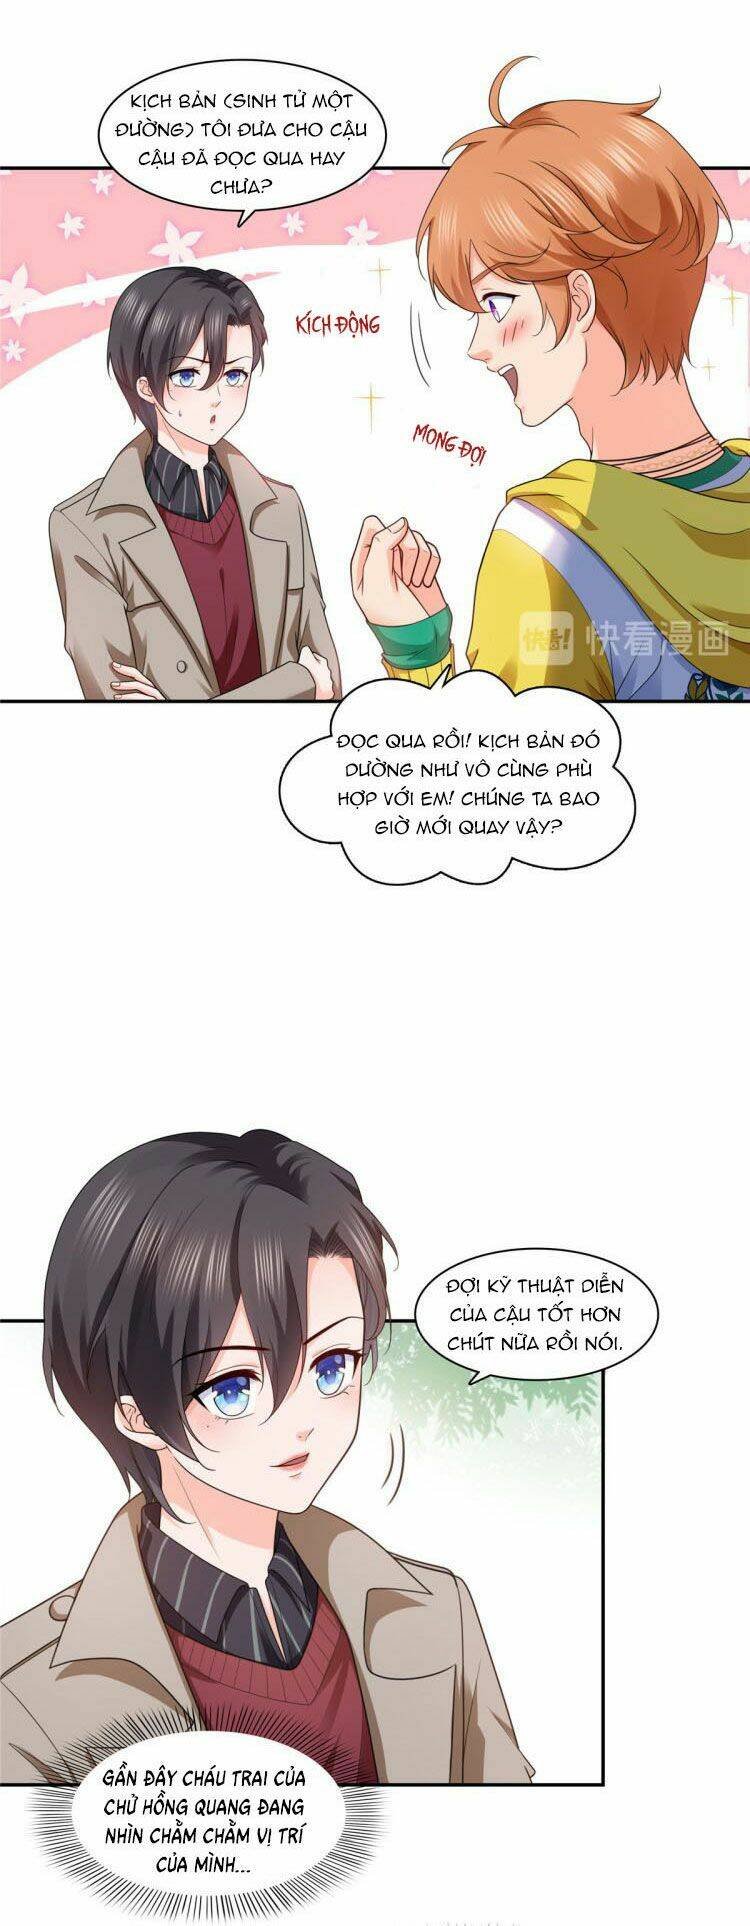 KỊCH BẢN (SINH TỬ MỘT
ĐƯỜNG) TÔI ĐƯA CHO CẬU
CẬU ĐÃ ĐỌC QUA HAY
CHƯA?
KÍCH ĐỘNG
MONG ĐỢI
快看!
快看漫画
ĐỌC QUA RỒI! KỊCH BẢN ĐÓ
DƯỜNG NHƯ VÔ CÙNG PHÙ
HỢP VỚI EM! CHÚNG TA BAO
GIỜ MỚI QUAY VẬY?
ĐỢI KỸ THUẬT DIỄN
CỦA CẬU TỐT HƠN
CHÚT NỮA RỒI NÓI.
GẦN ĐÂY CHÁU TRAI CỦA
CHỬ HỒNG QUANG ĐANG
NHÌN CHẰM CHẰM VỊ TRÍ
CỦA MÌNH...